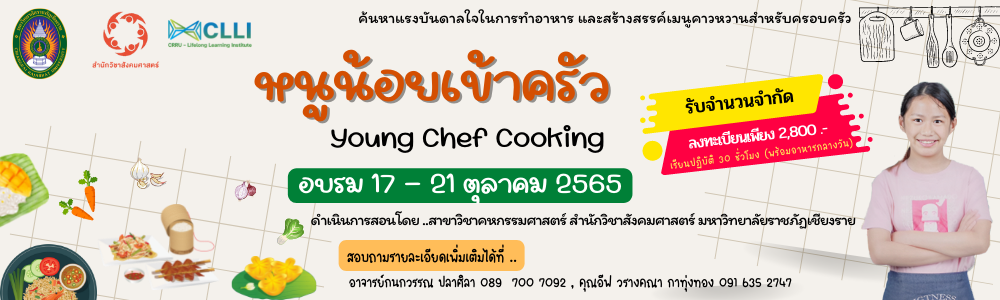 ค้นหาแรงบันดาลใจในการทำอาหาร และสร้างสรรค์เมนูคาวหวานสำหรับครอบครัว
สำนักวิชาสังคมศาสตร์
CLLI
CRRU - Lifelong Learning Institute
หนูน้อยเข้าครัว
Young Chef Cooking
รับจำนวนจำกัด
ลงทะเบียนเพียง 2,800 .-
เรียนปฏิบัติ 30 ชั่วโมง (พร้อมอาหารกลางวัน)
อบรม 17 - 21 ตุลาคม 2565
ดำเนินการสอนโดย ..สาขาวิชาคหกรรมศาสตร์ สำนักวิชาสังคมศาสตร์ มหาวิทยาลัยราชภัฏเชียงราย
สอบถามรายละเอียดเพิ่มเติมได้ที่ ..
อาจารย์กนกวรรณ ปลาศิลา 089 700 7092 , คุณอีฟ วรางคณา กาทุ่งทอง 091 635 2747